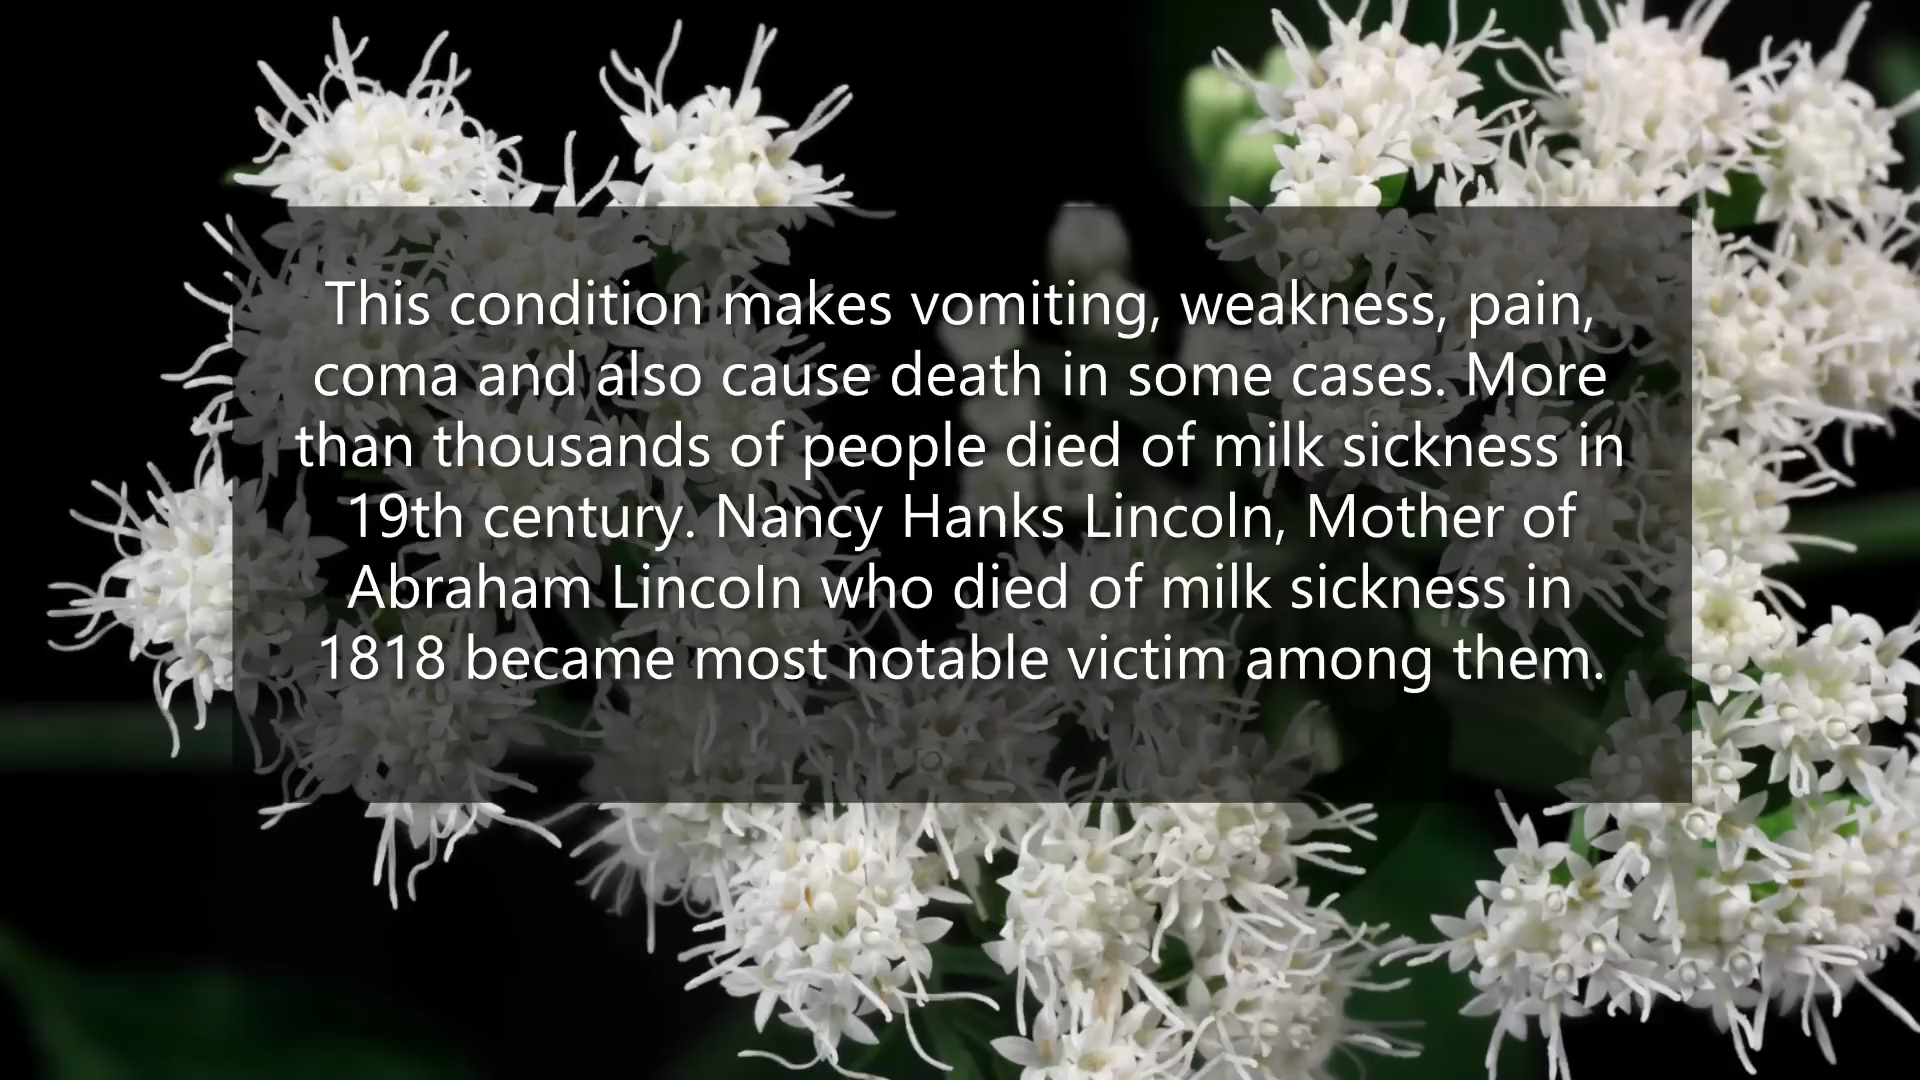 This condition makes vomiting, weakness, pain,
coma and also cause death in some cases. More
than thousands of people died of milk sickness in
19th century. Nancy Hanks Lincoln, Mother of
Abraham Lincoln who died of milk sickness in
1818 became most notable victim among them.